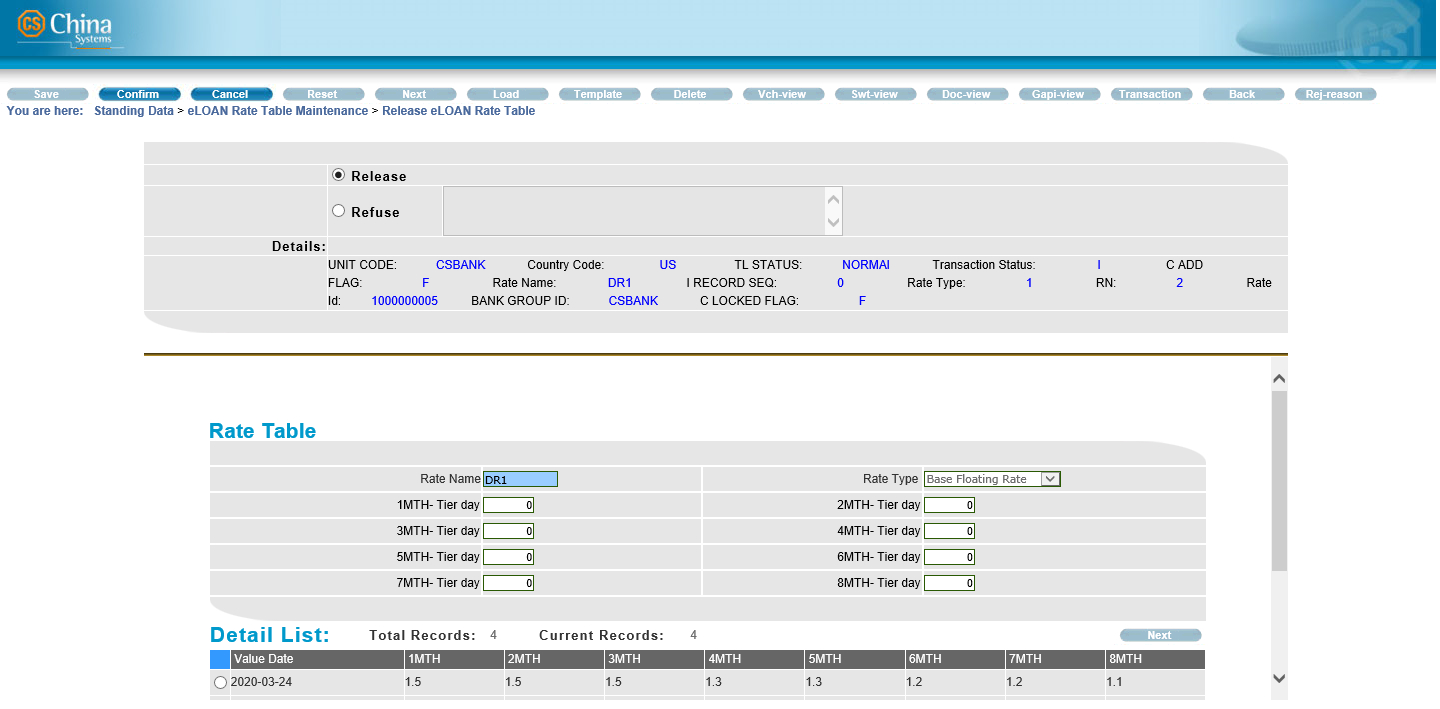 CS China
Systems
CS
Save Confirm Cancel Reset Next Load Template Delete Vch-view Swt-view Doc-view Gapi-view Transaction Back Rej-reason
You are here: Standing Data > eLOAN Rate Table Maintenance > Release eLOAN Rate Table
Release
Refuse
Details:
UNIT CODE: CSBANK Country Code: US TL STATUS: NORMAl Transaction Status: I C ADD
FLAG: F Rate Name: DR1 I RECORD SEQ: 0 Rate Type: 1 RN: 2 Rate
Id: 1000000005 BANK GROUP ID: CSBANK C LOCKED FLAG: F
Rate Table
Rate Name DR1 Rate Type Base Floating Rate
1MTH- Tier day 0 2MTH- Tier day 0
3MTH- Tier day 0 4MTH- Tier day 0
5MTH- Tier day 0 6MTH- Tier day 0
7MTH- Tier day 0 8MTH- Tier day 0
Detail List: Total Records: 4 Current Records: 4 Next
Value Date 1MTH 2MTH 3MTH 4MTH 5MTH 6MTH 7MTH 8MTH
2020-03-24 1.5 1.5 1.5 1.3 1.3 1.2 1.2 1.1